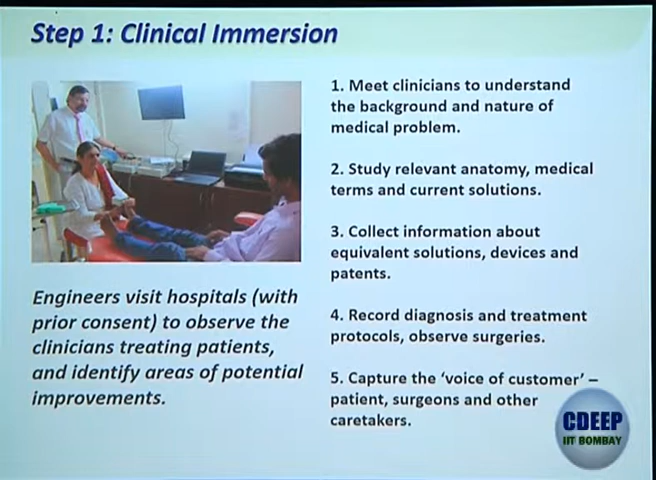 Step 1: Clinical Immersion
1. Meet clinicians to understand
the background and nature of
medical problem.
2. Study relevant anatomy, medical
terms and current solutions.
3. Collect information about
equivalent solutions, devices and
patents.
4. Record diagnosis and treatment
protocols, observe surgeries.
5. Capture the ‘voice of customer’ –
patient, surgeons and other
caretakers.
Engineers visit hospitals (with
prior consent) to observe the
clinicians treating patients,
and identify areas of potential
improvements.
CDEEP
IIT BOMBAY